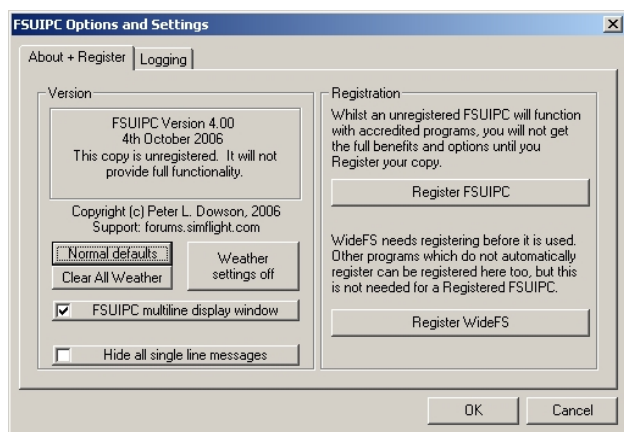 FSUIPC Options and Settings
About + Register
Logging
Version
FSUIPC Version 4.00
4th October 2006
This copy is unregistered. It will not
provide full functionality.
Copyright (c) Peter L. Dowson, 2006
Support: forums.simflight.com
Normal defaults
Clear All Weather
Weather
settings off
FSUIPC multiline display window
Hide all single line messages
Registration
Whilst an unregistered FSUIPC will function
with accredited programs, you will not get
the full benefits and options until you
Register your copy.
Register FSUIPC
WideFS needs registering before it is used.
Other programs which do not automatically
register can be registered here too, but this
is not needed for a Registered FSUIPC.
Register WideFS
OK
Cancel